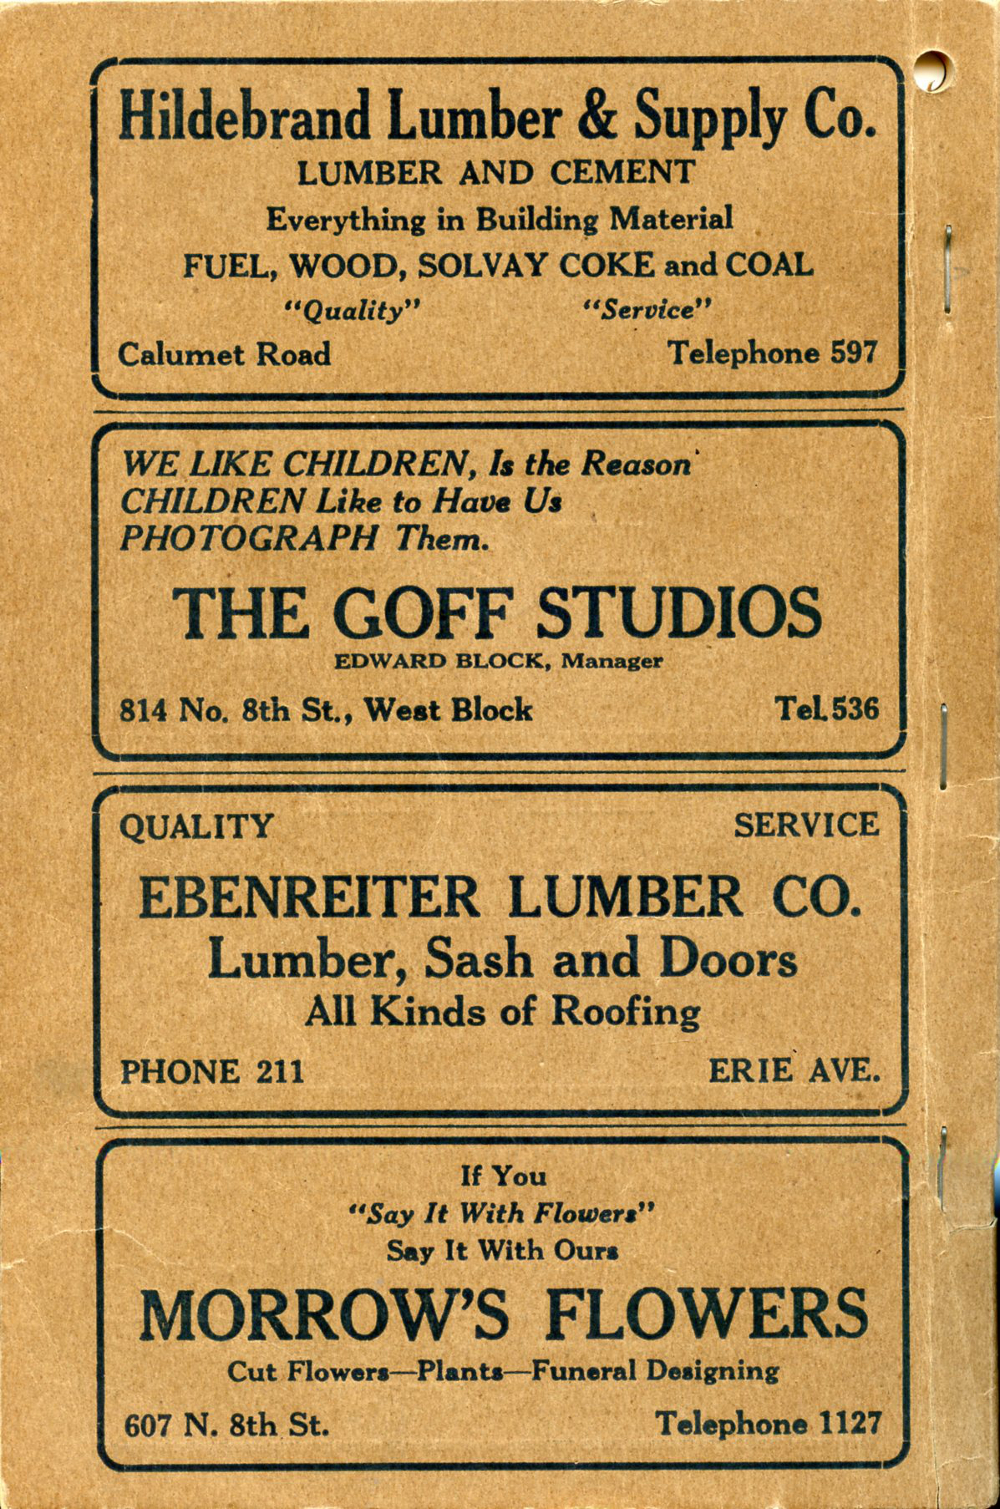 Hildebrand Lumber & Supply Co.
LUMBER AND CEMENT
Everything in Building Material
FUEL, WOOD, SOLVAY COKE and COAL
"Quality" "Service"
Calumet Road Telephone 597
WE LIKE CHILDREN, Is the Reason
CHILDREN Like to Have Us
PHOTOGRAPH Them.
THE GOFF STUDIOS
EDWARD BLOCK, Manager
814 No. 8th St., West Block Tel. 536
QUALITY SERVICE
EBENREITER LUMBER CO.
Lumber, Sash and Doors
All Kinds of Roofing
PHONE 211 ERIE AVE.
If You
"Say It With Flowers"
Say It With Ours
MORROW'S FLOWERS
Cut Flowers—Plants—Funeral Designing
607 N. 8th St. Telephone 1127